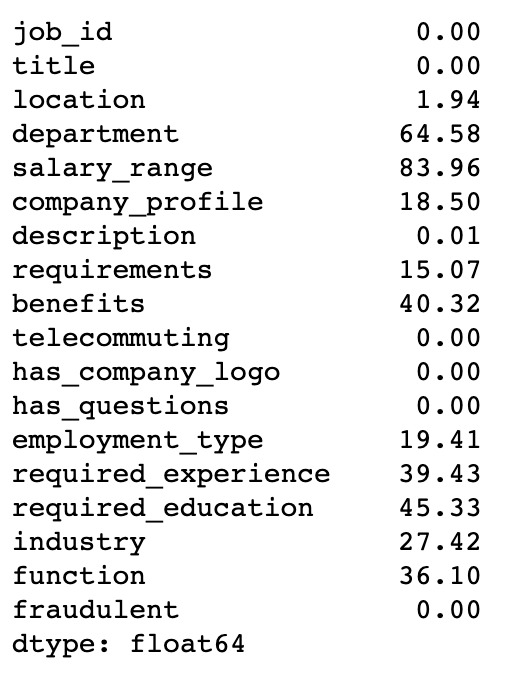 job_id 0.00
title 0.00
location 1.94
department 64.58
salary_range 83.96
company_profile 18.50
description 0.01
requirements 15.07
benefits 40.32
telecommuting 0.00
has_company_logo 0.00
has_questions 0.00
employment_type 19.41
required_experience 39.43
required_education 45.33
industry 27.42
function 36.10
fraudulent 0.00
dtype: float64